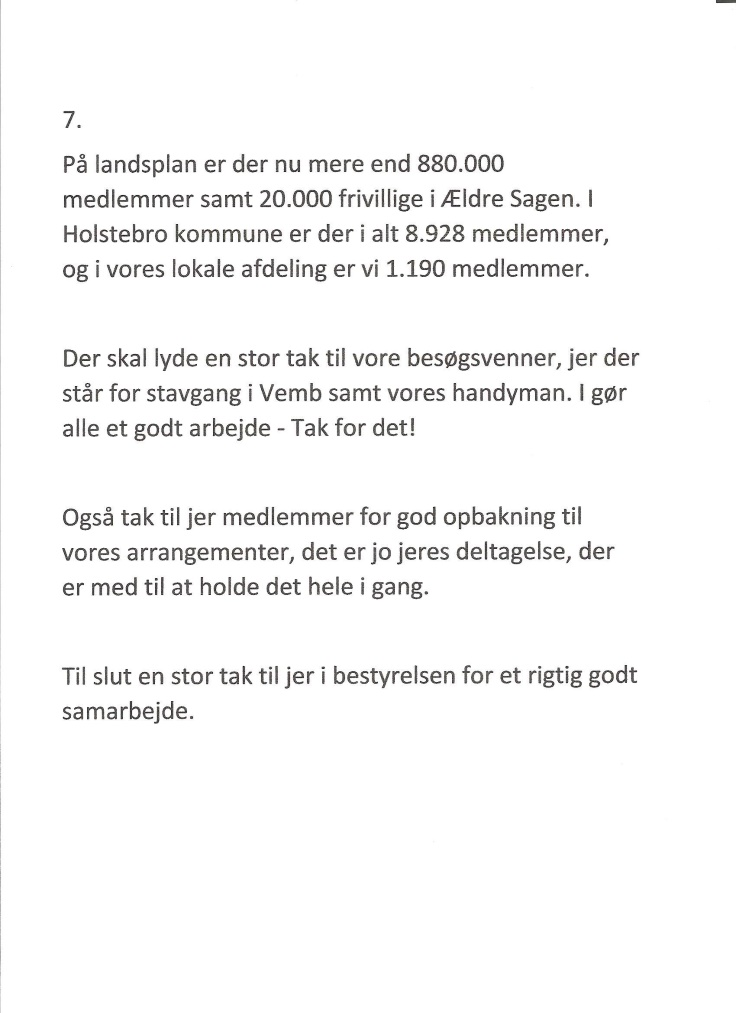 7.
På landsplan er der nu mere end 880.000
medlemmer samt 20.000 frivillige i Ældre Sagen. I
Holstebro kommune er der i alt 8.928 medlemmer,
og i vores lokale afdeling er vi 1.190 medlemmer.
Der skal lyde en stor tak til vore besøgsvenner, jer der
står for stavgang i Vemb samt vores handyman. I gør
alle et godt arbejde - Tak for det!
Også tak til jer medlemmer for god opbakning til
vores arrangementer, det er jo jeres deltagelse, der
er med til at holde det hele i gang.
Til slut en stor tak til jer i bestyrelsen for et rigtig godt
samarbejde.